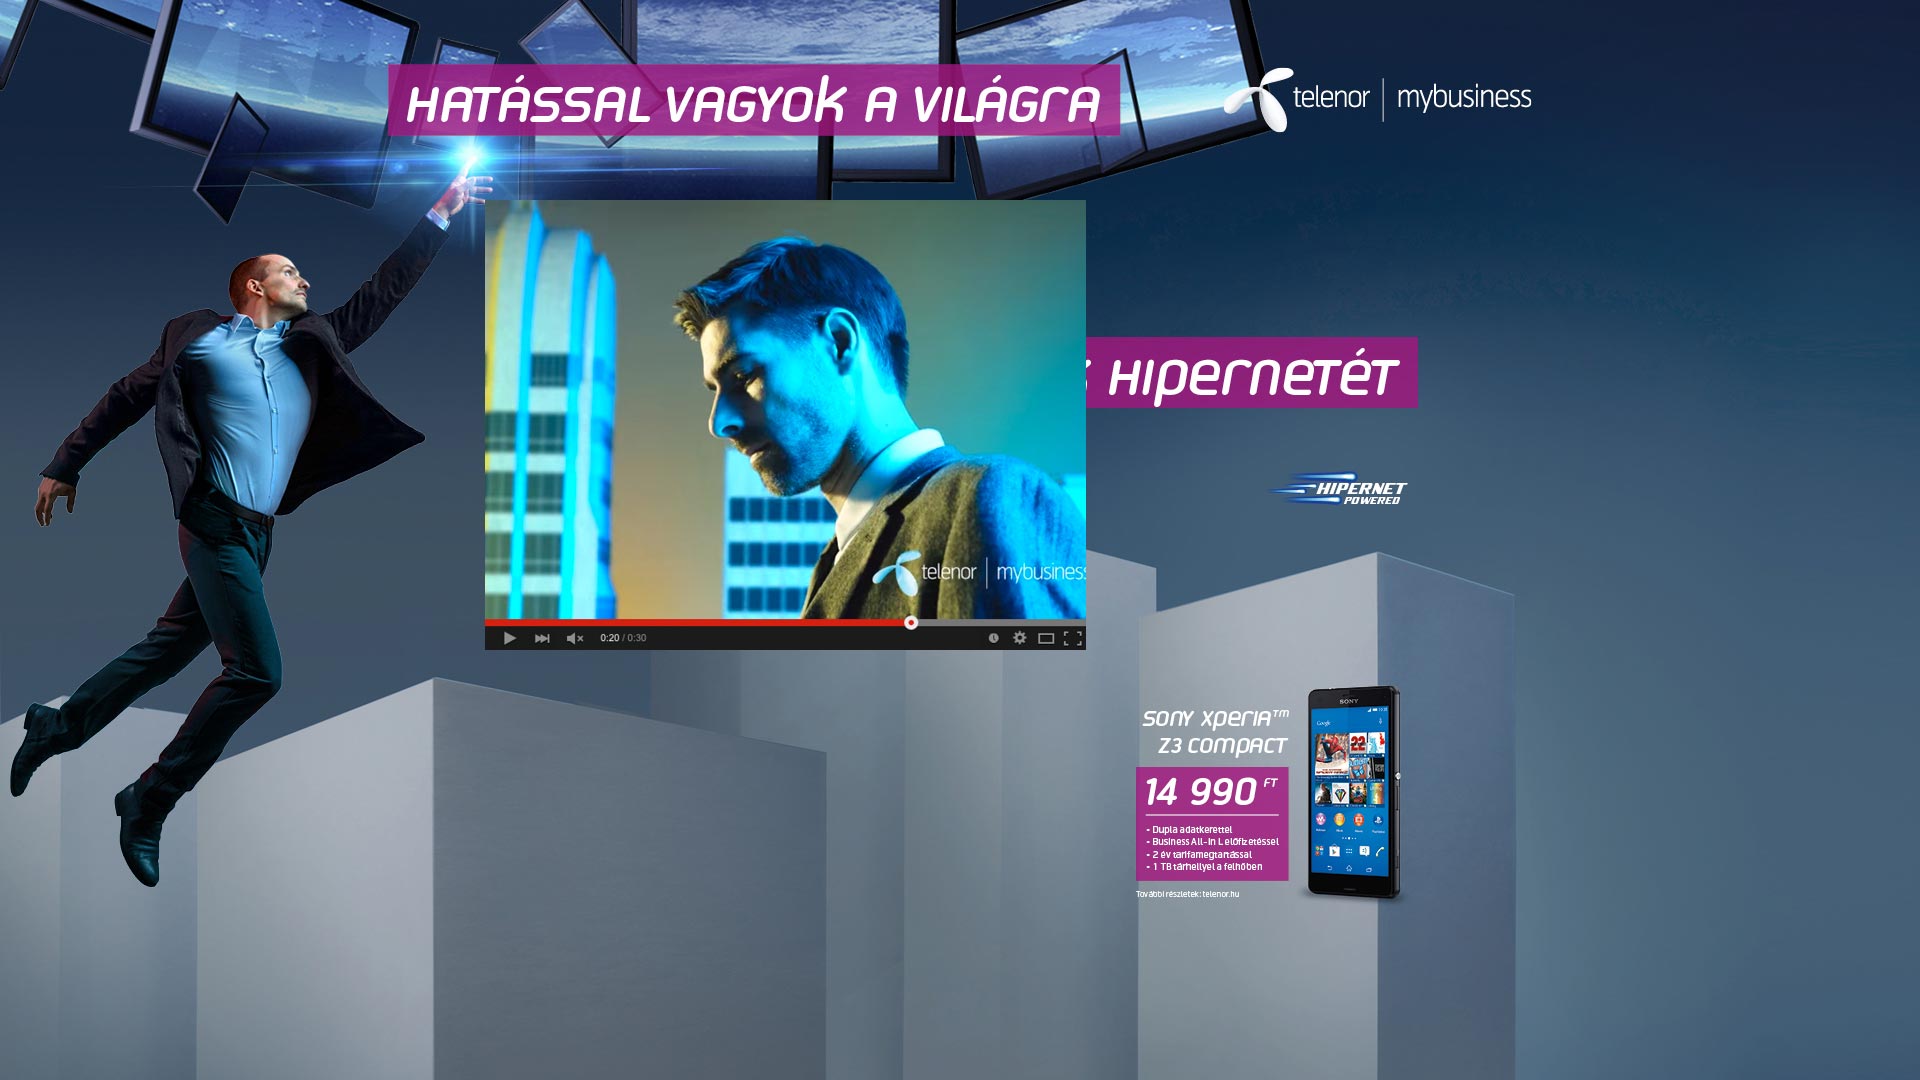 HATÁSSAL VAGYOK A VILÁGRA
telenor | mybusiness
HIPERNETÉT
HIPERNET
POWERED
telenor | mybusiness
0:20 / 0:30
SONY
SONY XPERIA™
Z3 COMPACT
Google
14 990 FT
- Dupla adatkerettel
- Business All-in L előfizetéssel
- 2 év tarifamegtartással
- 1 TB tárhellyel a felhőben
További részletek: telenor.hu